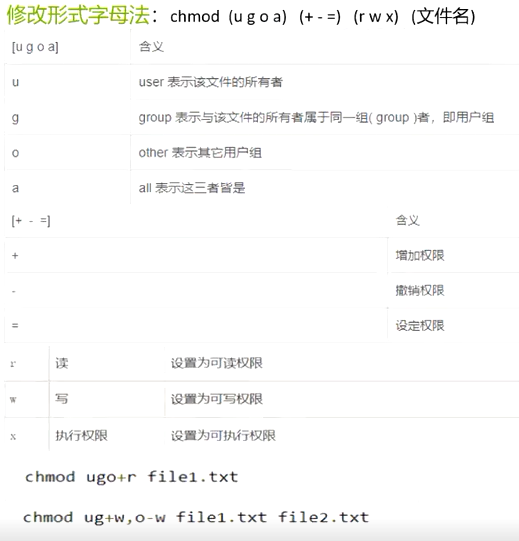 修改形式字母法：chmod (u g o a) (+ - =) (r w x) (文件名)
[u g o a] 含义
u user 表示该文件的所有者
g group 表示与该文件的所有者属于同一组( group )者，即用户组
o other 表示其它用户组
a all 表示这三者皆是
[+ - =] 含义
+ 增加权限
- 撤销权限
= 设定权限
r 读 设置为可读权限
w 写 设置为可写权限
x 执行权限 设置为可执行权限
chmod ugo+r file1.txt
chmod ug+w,o-w file1.txt file2.txt